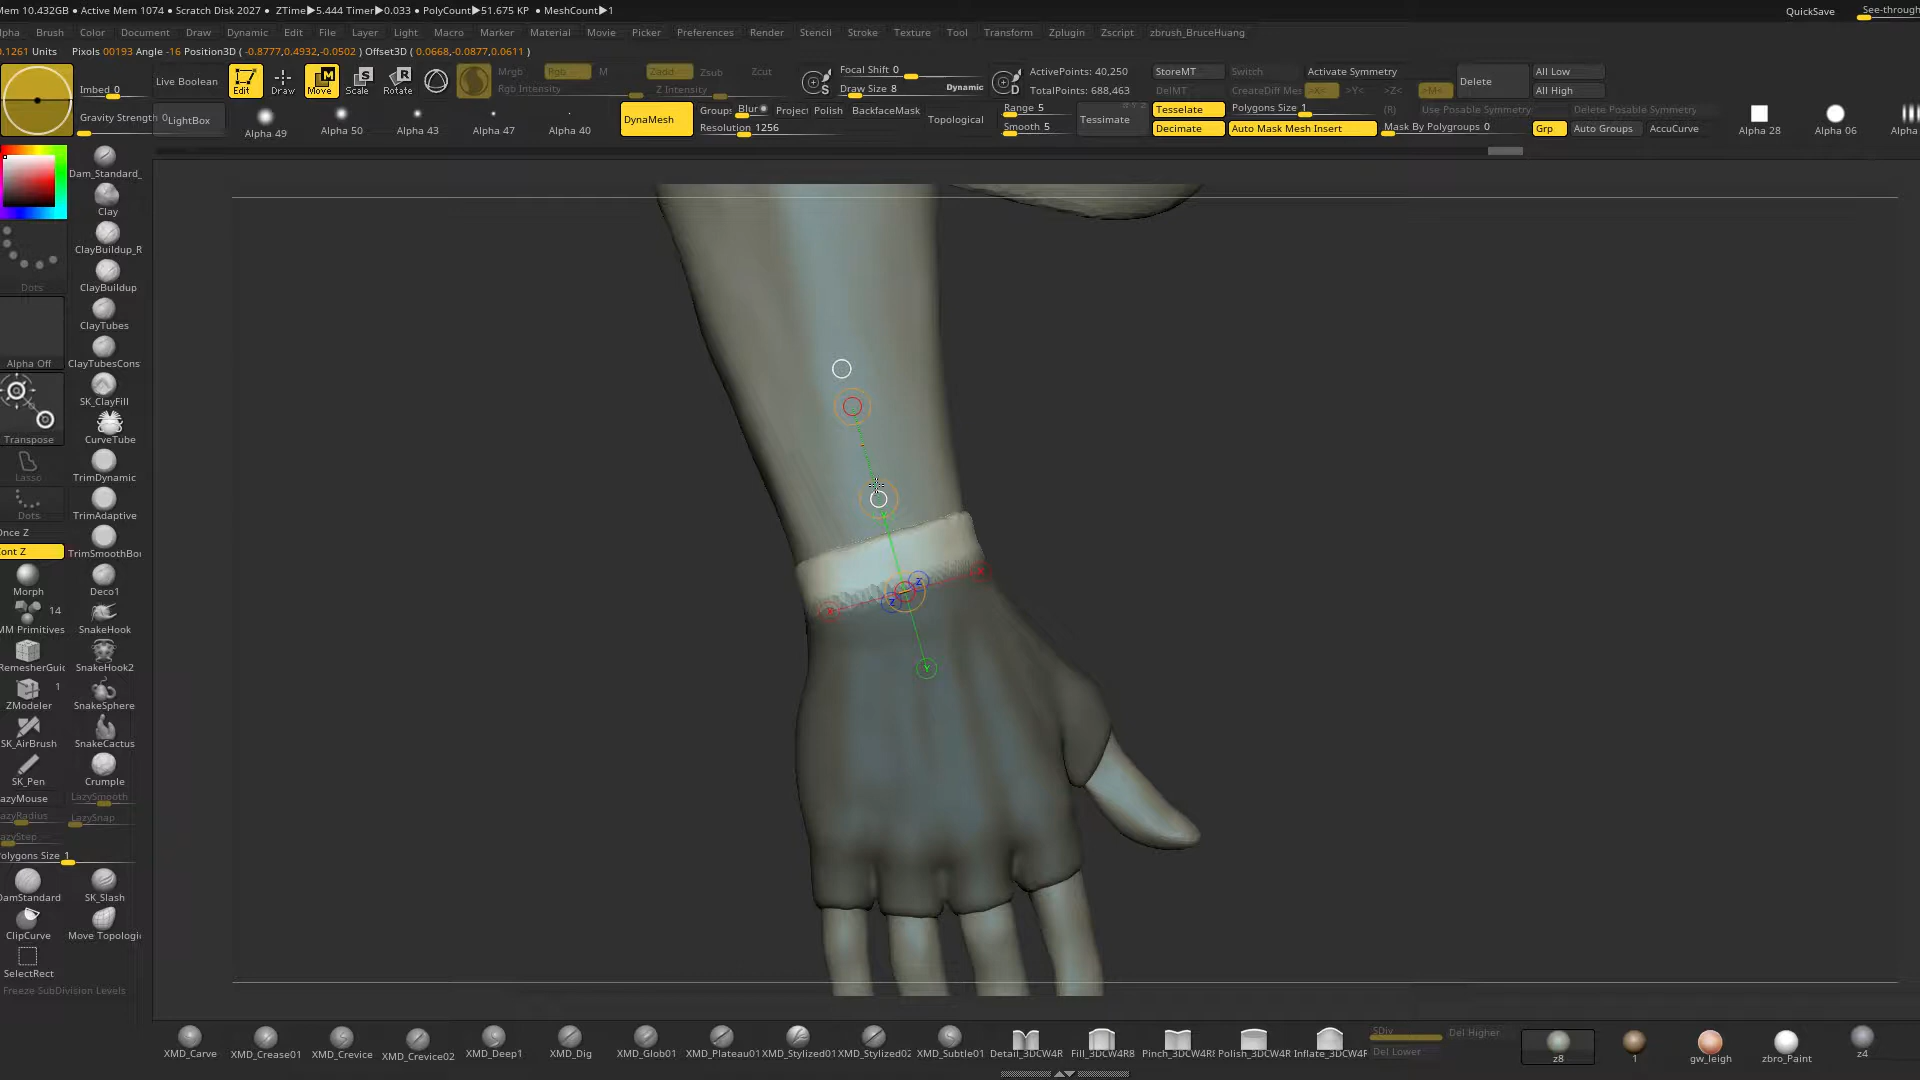 Mem 10.432GB • Active Mem 1074 • Scratch Disk 2027 • ZTime▶5.444 Timer▶0.033 • PolyCount▶51.675 KP • MeshCount▶1
QuickSave
See-through
Alpha Brush Color Document Draw Dynamic Edit File Layer Light Macro Marker Material Movie Picker Preferences Render Stencil Stroke Texture Tool Transform Zplugin Zscript zbrush_BruceHuang
0.1261 Units Pixols 00193 Angle -16 Position3D ( -0.8777,0.4932,-0.0502 ) Offset3D ( 0.0668,-0.0877,0.0611 )
Imbed 0
Gravity Strength 0
Live Boolean
LightBox
Edit
Draw
Move
Scale
Rotate
Mrgb Rgb M
Rgb Intensity
Zadd Zsub Zcut
Z Intensity
S
Focal Shift 0
Draw Size 8
Dynamic
D
ActivePoints: 40,250
TotalPoints: 688,463
StoreMT
DelMT
Switch
CreateDiff Mes
Activate Symmetry
>X< >Y< >Z< >M<
Delete
All Low
All High
Alpha 49
Alpha 50
Alpha 43
Alpha 47
Alpha 40
DynaMesh
Groups Blur Project Polish BackfaceMask
Resolution 1256
Topological
Range 5
Smooth 5
Tessimate
Tesselate
Decimate
Polygons Size 1
Auto Mask Mesh Insert
(R)
Use Posable Symmetry
Delete Posable Symmetry
Mask By Polygroups 0
Grp
Auto Groups
AccuCurve
Alpha 28
Alpha 06
Alpha
Dam_Standard_
Clay
ClayBuildup_R
Dots
ClayBuildup
ClayTubes
Alpha Off
ClayTubesCons
SK_ClayFill
Transpose
CurveTube
Lasso
TrimDynamic
Dots
TrimAdaptive
Once Z
Cont Z
TrimSmoothBor
Morph
Deco1
14
MM Primitives
SnakeHook
SnakeHook2
1
ZModeler
SnakeSphere
SK_AirBrush
SnakeCactus
SK_Pen
Crumple
LazyMouse
LazySmooth
LazyRadius
LazySnap
LazyStep
Polygons Size 1
DamStandard
SK_Slash
ClipCurve
Move Topologi
SelectRect
Freeze SubDivision Levels
Z
X
X
Z
Y
XMD_Carve
XMD_Crease01
XMD_Crevice
XMD_Crevice02
XMD_Deep1
XMD_Dig
XMD_Glob01
XMD_Plateau01
XMD_Stylized01
XMD_Stylized02
XMD_Subtle01
Detail_3DCW4R
Fill_3DCW4R8
Pinch_3DCW4R8
Polish_3DCW4R
Inflate_3DCW4R
SDiv
Del Higher
Del Lower
z8
1
gw_leigh
zbro_Paint
z4